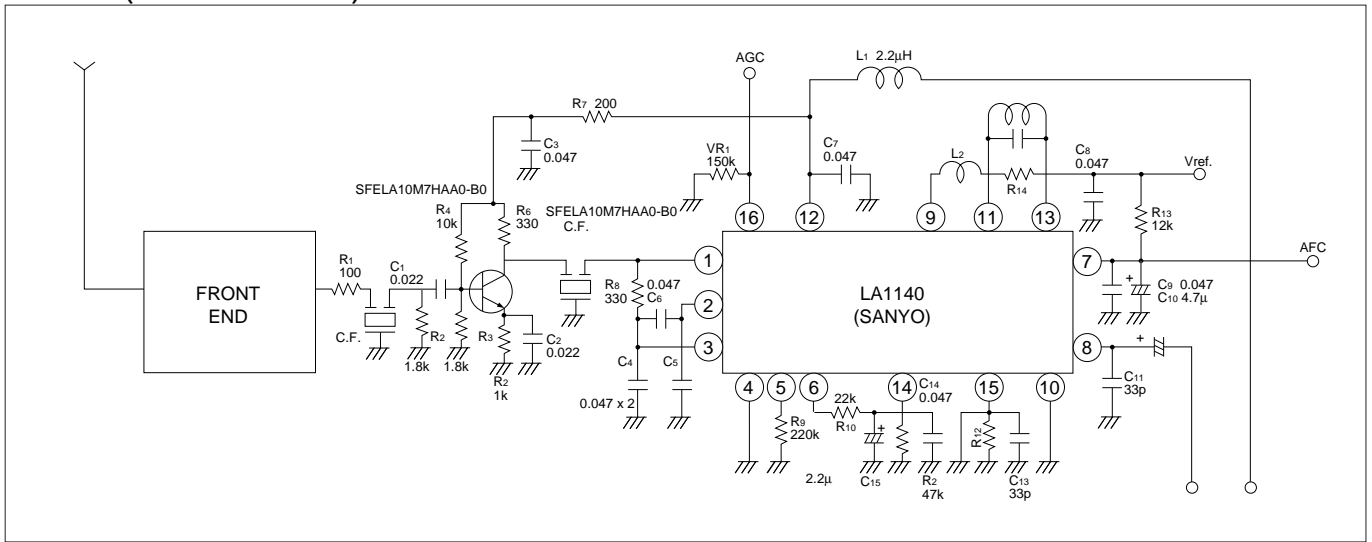 AGC
L1 2.2µH
R7 200
C3
0.047
VR1
150k
C7
0.047
L2
C8
0.047
Vref.
R14
SFELA10M7HAA0-B0
R4
10k
R6
330
SFELA10M7HAA0-B0
C.F.
16
12
9
11
13
R13
12k
FRONT
END
R1
100
C1
0.022
C.F.
R2
1.8k
1.8k
R3
R2
1k
C2
0.022
R8
330
0.047
C6
C4
C5
0.047 x 2
1
2
3
LA1140
(SANYO)
7
AFC
C9 0.047
C10 4.7µ
8
C11
33p
4
5
6
14
C14
0.047
15
10
R9
220k
22k
R10
2.2µ
C15
R2
47k
R12
C13
33p
+
+
+